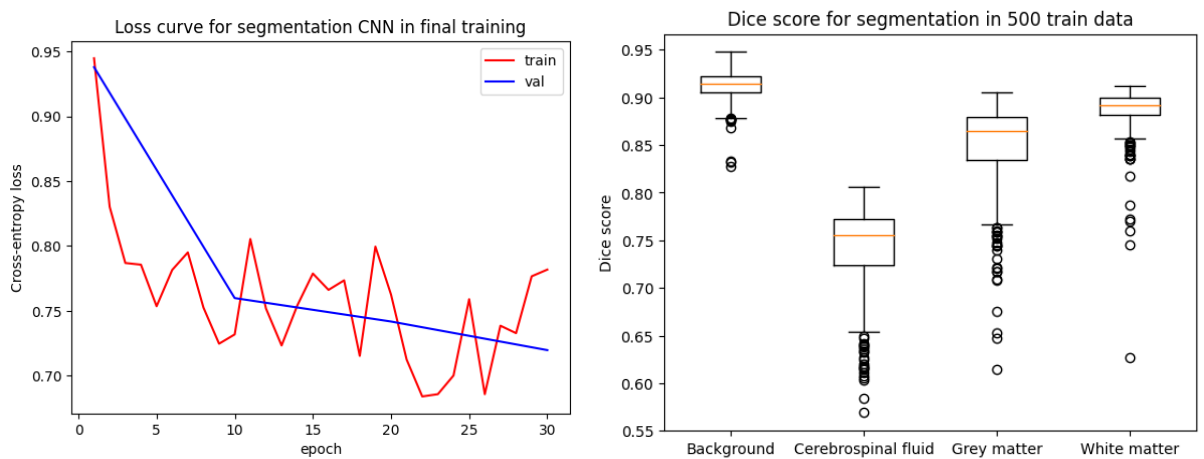 Loss curve for segmentation CNN in final training
train
val
0.95
0.90
0.85
0.80
0.75
0.70
Cross-entropy loss
0 5 10 15 20 25 30
epoch
Dice score for segmentation in 500 train data
0.95
0.90
0.85
0.80
0.75
0.70
0.65
0.60
0.55
Dice score
Background Cerebrospinal fluid Grey matter White matter